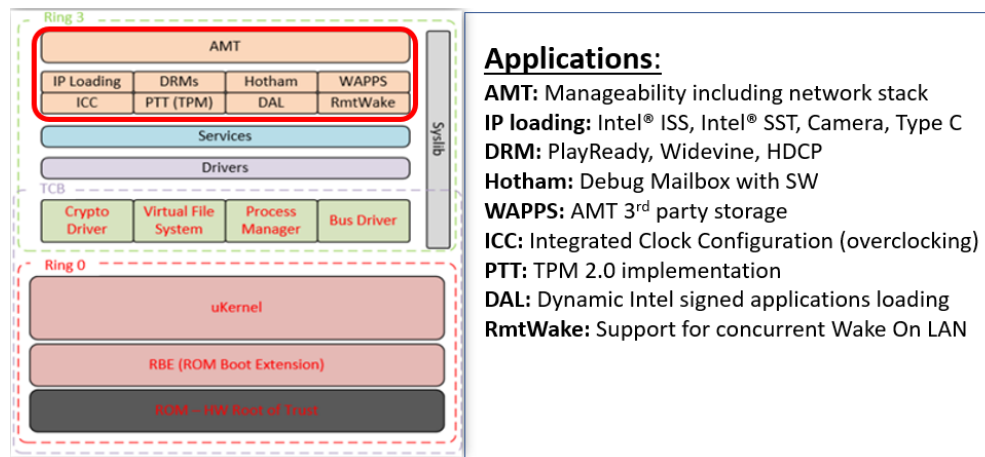 Ring 3
AMT
IP Loading
DRMs
Hotham
WAPPS
ICC
PTT (TPM)
DAL
RmtWake
Services
Drivers
Syslib
TCB
Crypto
Driver
Virtual File
System
Process
Manager
Bus Driver
Ring 0
uKernel
RBE (ROM Boot Extension)
ROM – HW Root of Trust
Applications:
AMT: Manageability including network stack
IP loading: Intel® ISS, Intel® SST, Camera, Type C
DRM: PlayReady, Widevine, HDCP
Hotham: Debug Mailbox with SW
WAPPS: AMT 3rd party storage
ICC: Integrated Clock Configuration (overclocking)
PTT: TPM 2.0 implementation
DAL: Dynamic Intel signed applications loading
RmtWake: Support for concurrent Wake On LAN